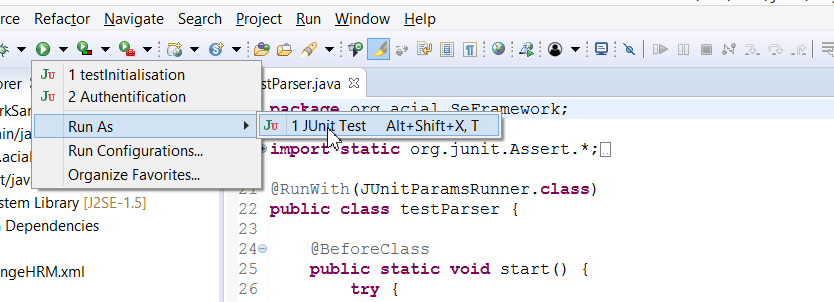 rce Refactor Navigate Search Project Run Window Help
orer
stParser.java
1 testInitialisation
2 Authentification
Run As
1 JUnit Test Alt+Shift+X, T
Run Configurations...
Organize Favorites...
rkSam
ain/ja
.acial
st/java
stem Library [J2SE-1.5]
n Dependencies
ngeHRM.xml
package org.acial.SeFramework;
import static org.junit.Assert.*;
21 @RunWith(JUnitParamsRunner.class)
22 public class testParser {
23
24 @BeforeClass
25 public static void start() {
26 try {